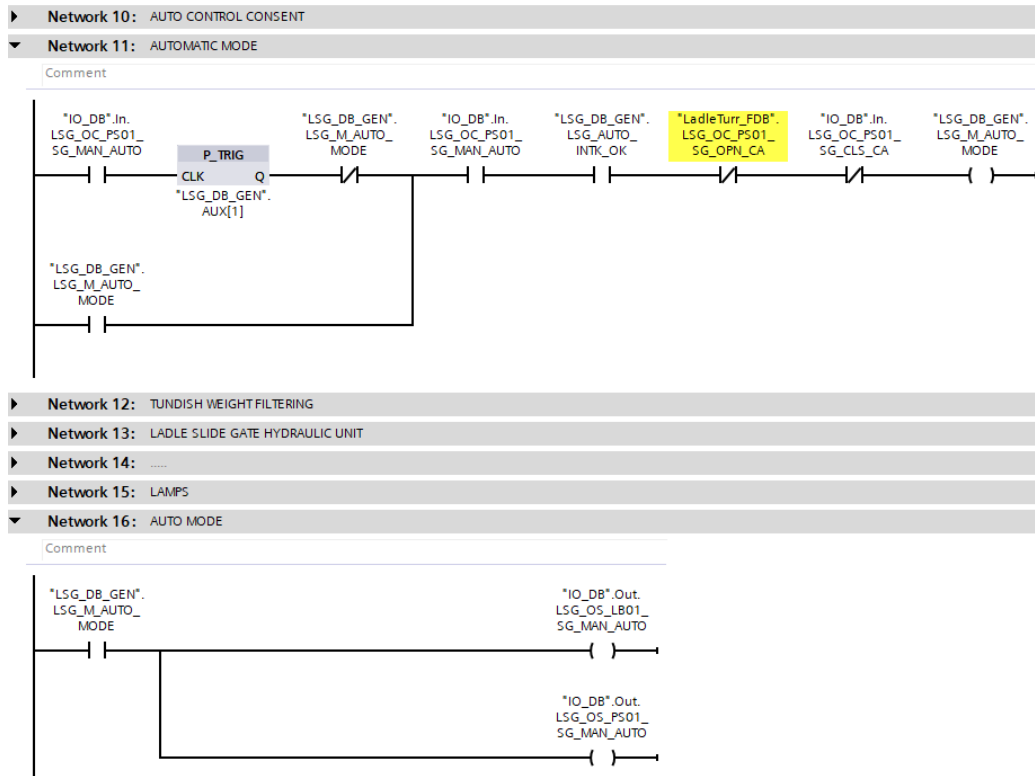 Network 10: AUTO CONTROL CONSENT
Network 11: AUTOMATIC MODE
Comment
"IO_DB".In.
LSG_OC_PS01_
SG_MAN_AUTO
P_TRIG
CLK Q
"LSG_DB_GEN".
AUX[1]
"LSG_DB_GEN".
LSG_M_AUTO_
MODE
"IO_DB".In.
LSG_OC_PS01_
SG_MAN_AUTO
"LSG_DB_GEN".
LSG_AUTO_
INTK_OK
"LadleTurr_FDB".
LSG_OC_PS01_
SG_OPN_CA
"IO_DB".In.
LSG_OC_PS01_
SG_CLS_CA
"LSG_DB_GEN".
LSG_M_AUTO_
MODE
"LSG_DB_GEN".
LSG_M_AUTO_
MODE
Network 12: TUNDISH WEIGHT FILTERING
Network 13: LADLE SLIDE GATE HYDRAULIC UNIT
Network 14: .....
Network 15: LAMPS
Network 16: AUTO MODE
Comment
"LSG_DB_GEN".
LSG_M_AUTO_
MODE
"IO_DB".Out.
LSG_OS_LB01_
SG_MAN_AUTO
"IO_DB".Out.
LSG_OS_PS01_
SG_MAN_AUTO